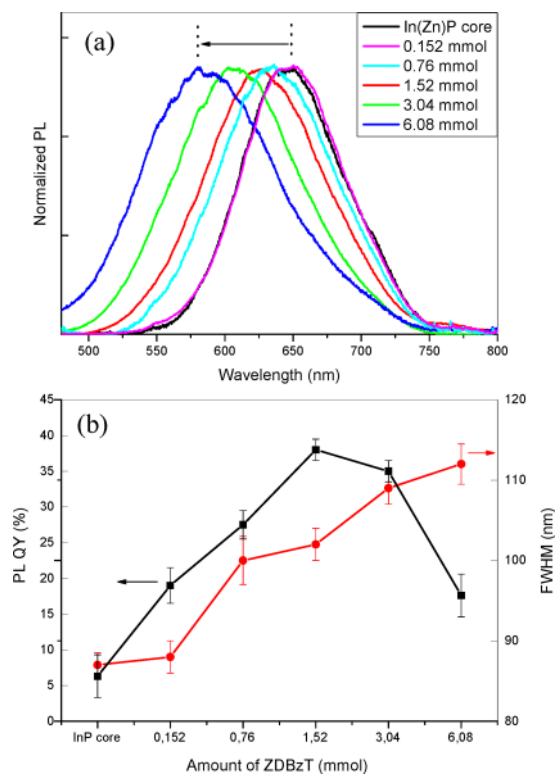 (a)
In(Zn)P core
0.152 mmol
0.76 mmol
1.52 mmol
3.04 mmol
6.08 mmol
Normalized PL
500 550 600 650 700 750 800
Wavelength (nm)
(b)
45
40
35
30
25
20
15
10
5
0
PL QY (%)
120
110
100
90
80
FWHM (nm)
InP core 0,152 0,76 1,52 3,04 6,08
Amount of ZDBzT (mmol)